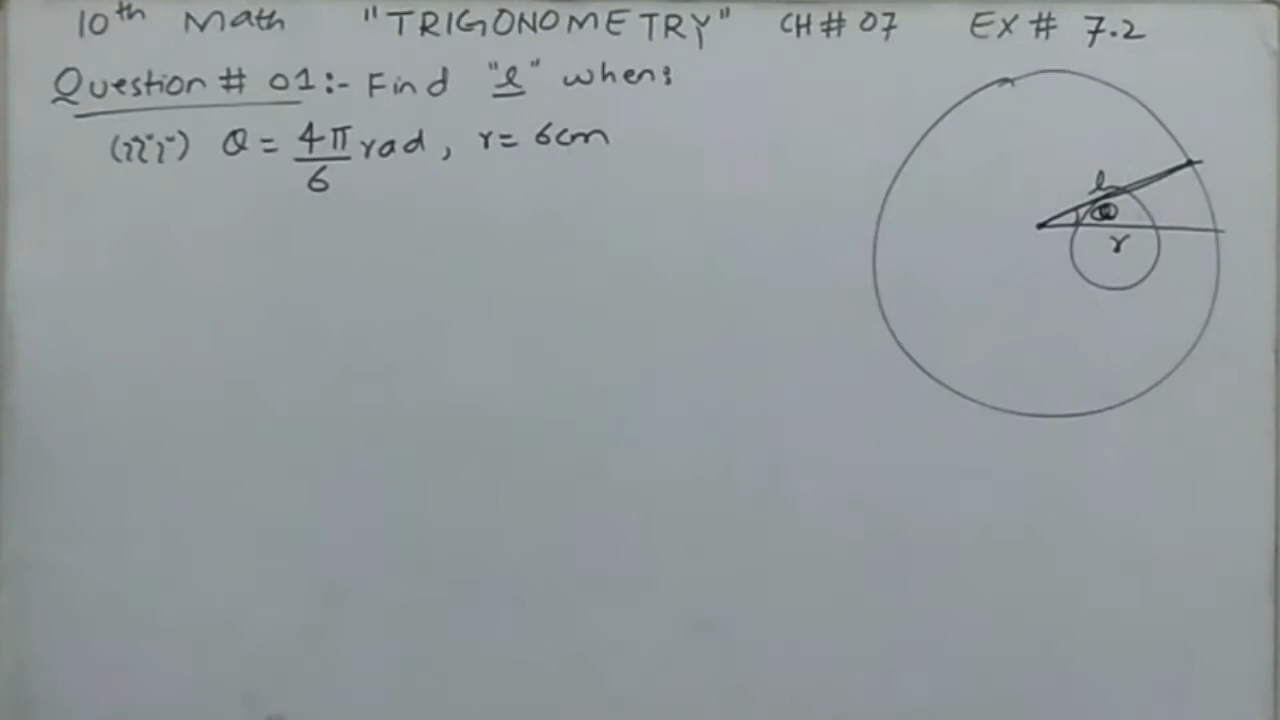 10th Math "TRIGONOMETRY" CH# 07 EX# 7.2
Question # 01:- Find "l" when:
(iii) θ = 4π/6 rad, r= 6cm
l
θ
r